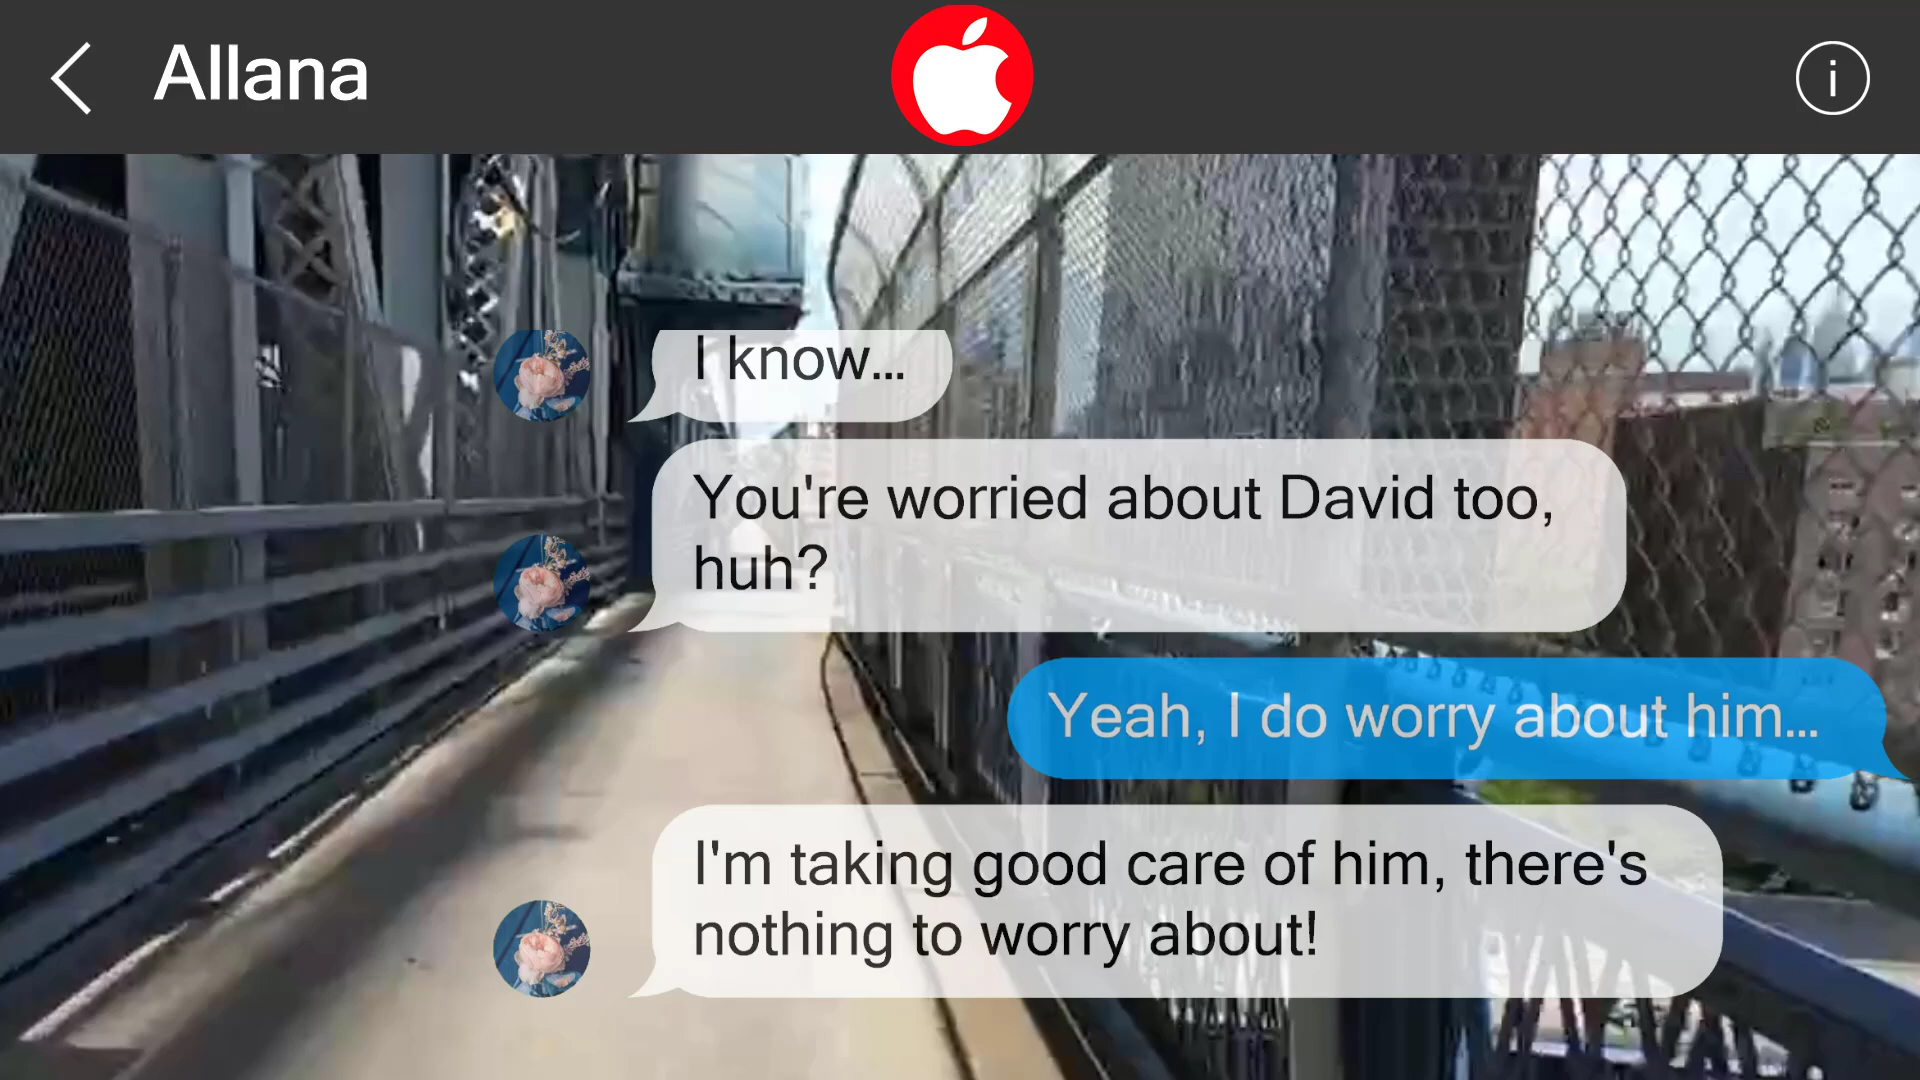 Allana
i
I know...
You're worried about David too,
huh?
Yeah, I do worry about him...
I'm taking good care of him, there's
nothing to worry about!